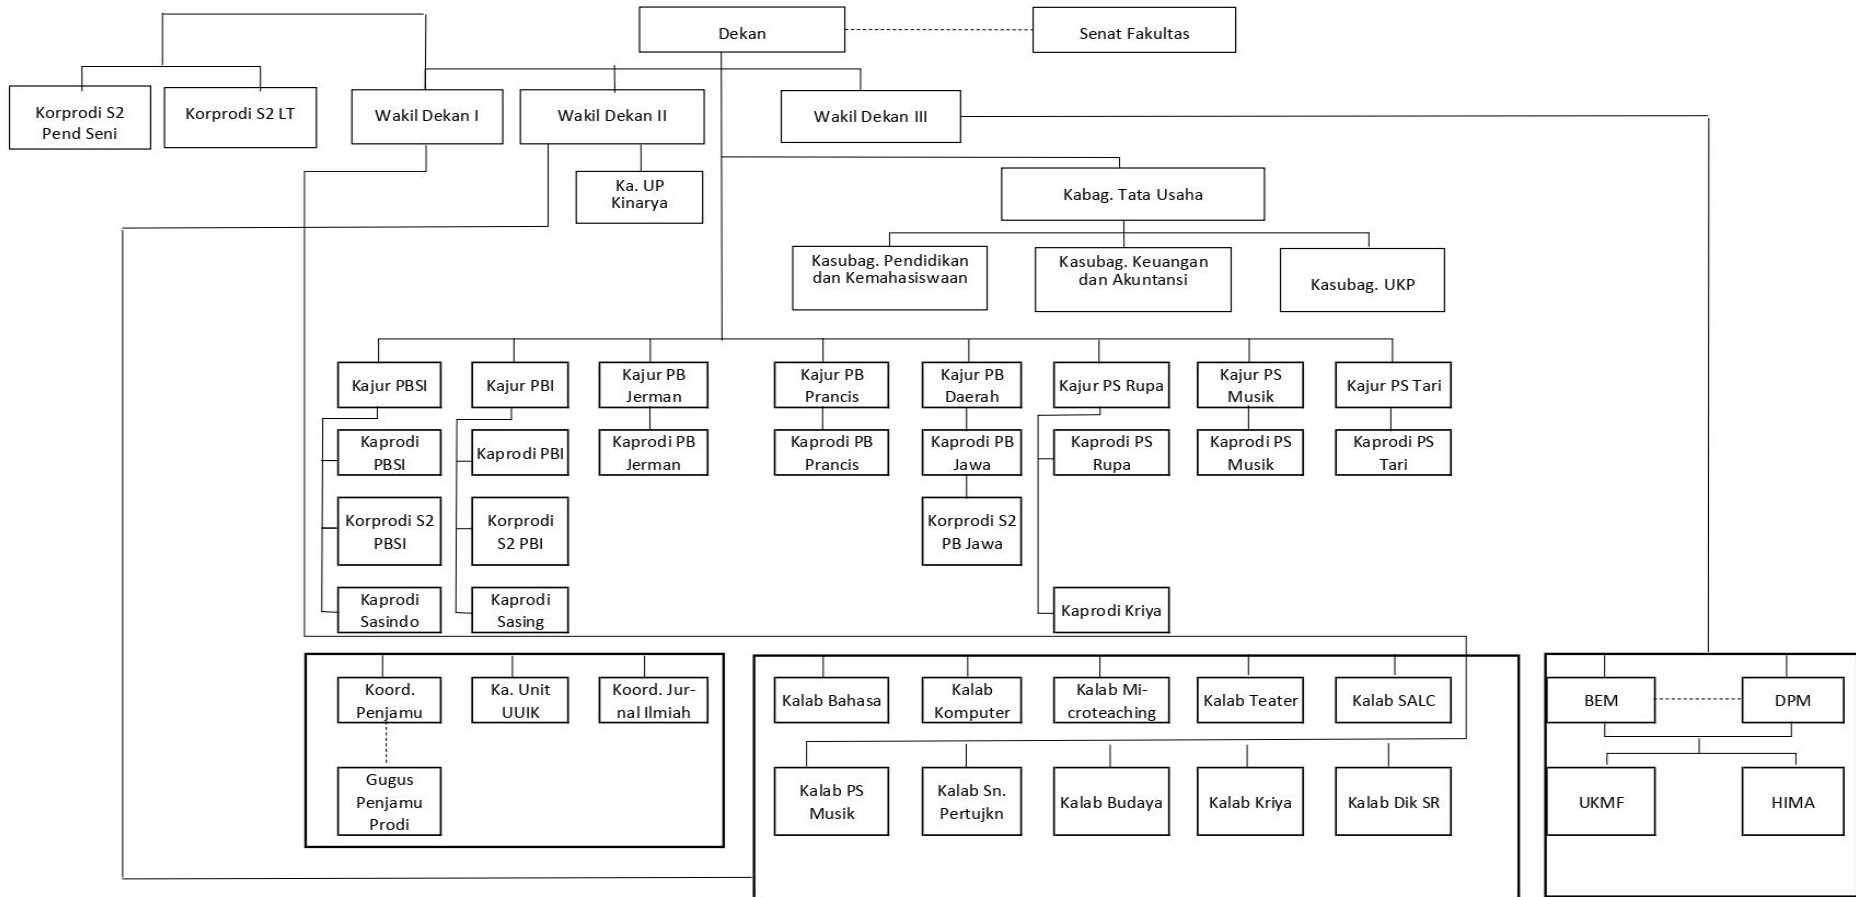 Dekan
Senat Fakultas
Korprodi S2
Pend Seni
Korprodi S2 LT
Wakil Dekan I
Wakil Dekan II
Wakil Dekan III
Ka. UP
Kinarya
Kabag. Tata Usaha
Kasubag. Pendidikan
dan Kemahasiswaan
Kasubag. Keuangan
dan Akuntansi
Kasubag. UKP
Kajur PBSI
Kajur PBI
Kajur PB
Jerman
Kajur PB
Prancis
Kajur PB
Daerah
Kajur PS Rupa
Kajur PS
Musik
Kajur PS Tari
Kaprodi
PBSI
Kaprodi PBI
Kaprodi PB
Jerman
Kaprodi PB
Prancis
Kaprodi PB
Jawa
Kaprodi PS
Rupa
Kaprodi PS
Musik
Kaprodi PS
Tari
Korprodi S2
PBSI
Korprodi
S2 PBI
Korprodi S2
PB Jawa
Kaprodi
Sasindo
Kaprodi
Sasing
Kaprodi Kriya
Koord.
Penjamu
Ka. Unit
UUIK
Koord. Jur-
nal Ilmiah
Kalab Bahasa
Kalab
Komputer
Kalab Mi-
croteaching
Kalab Teater
Kalab SALC
BEM
DPM
Gugus
Penjamu
Prodi
Kalab PS
Musik
Kalab Sn.
Pertujkn
Kalab Budaya
Kalab Kriya
Kalab Dik SR
UKMF
HIMA